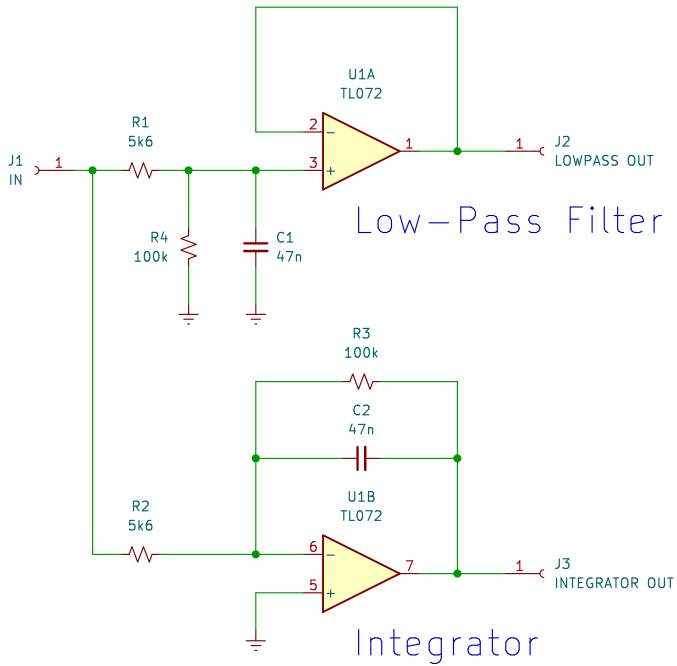 U1A
TL072
R1
5k6
2
1
J1
IN
1
3
1
J2
LOWPASS OUT
Low-Pass Filter
R4
100k
C1
47n
R3
100k
C2
47n
U1B
TL072
R2
5k6
6
7
5
1
J3
INTEGRATOR OUT
Integrator